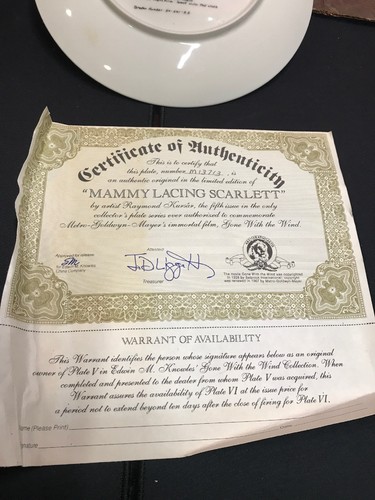 Certificate of Authenticity
This is to certify that
this plate, number M13713, is
an authentic original in the limited edition of
"MAMMY LACING SCARLETT"
by artist Raymond Kursár, the fifth issue in the only
collector's plate series ever authorized to commemorate
Metro-Goldwyn-Mayer's immortal film, Gone With the Wind.
Attested
Treasurer
China Company
WARRANT OF AVAILABILITY
This Warrant identifies the person whose signature appears below as an original
owner of Plate V in Edwin M. Knowles' Gone With the Wind Collection. When
completed and presented to the dealer from whom Plate V was acquired, this
Warrant assures the availability of Plate VI at the issue price for
a period not to extend beyond ten days after the close of firing for Plate VI.
(Please Print)